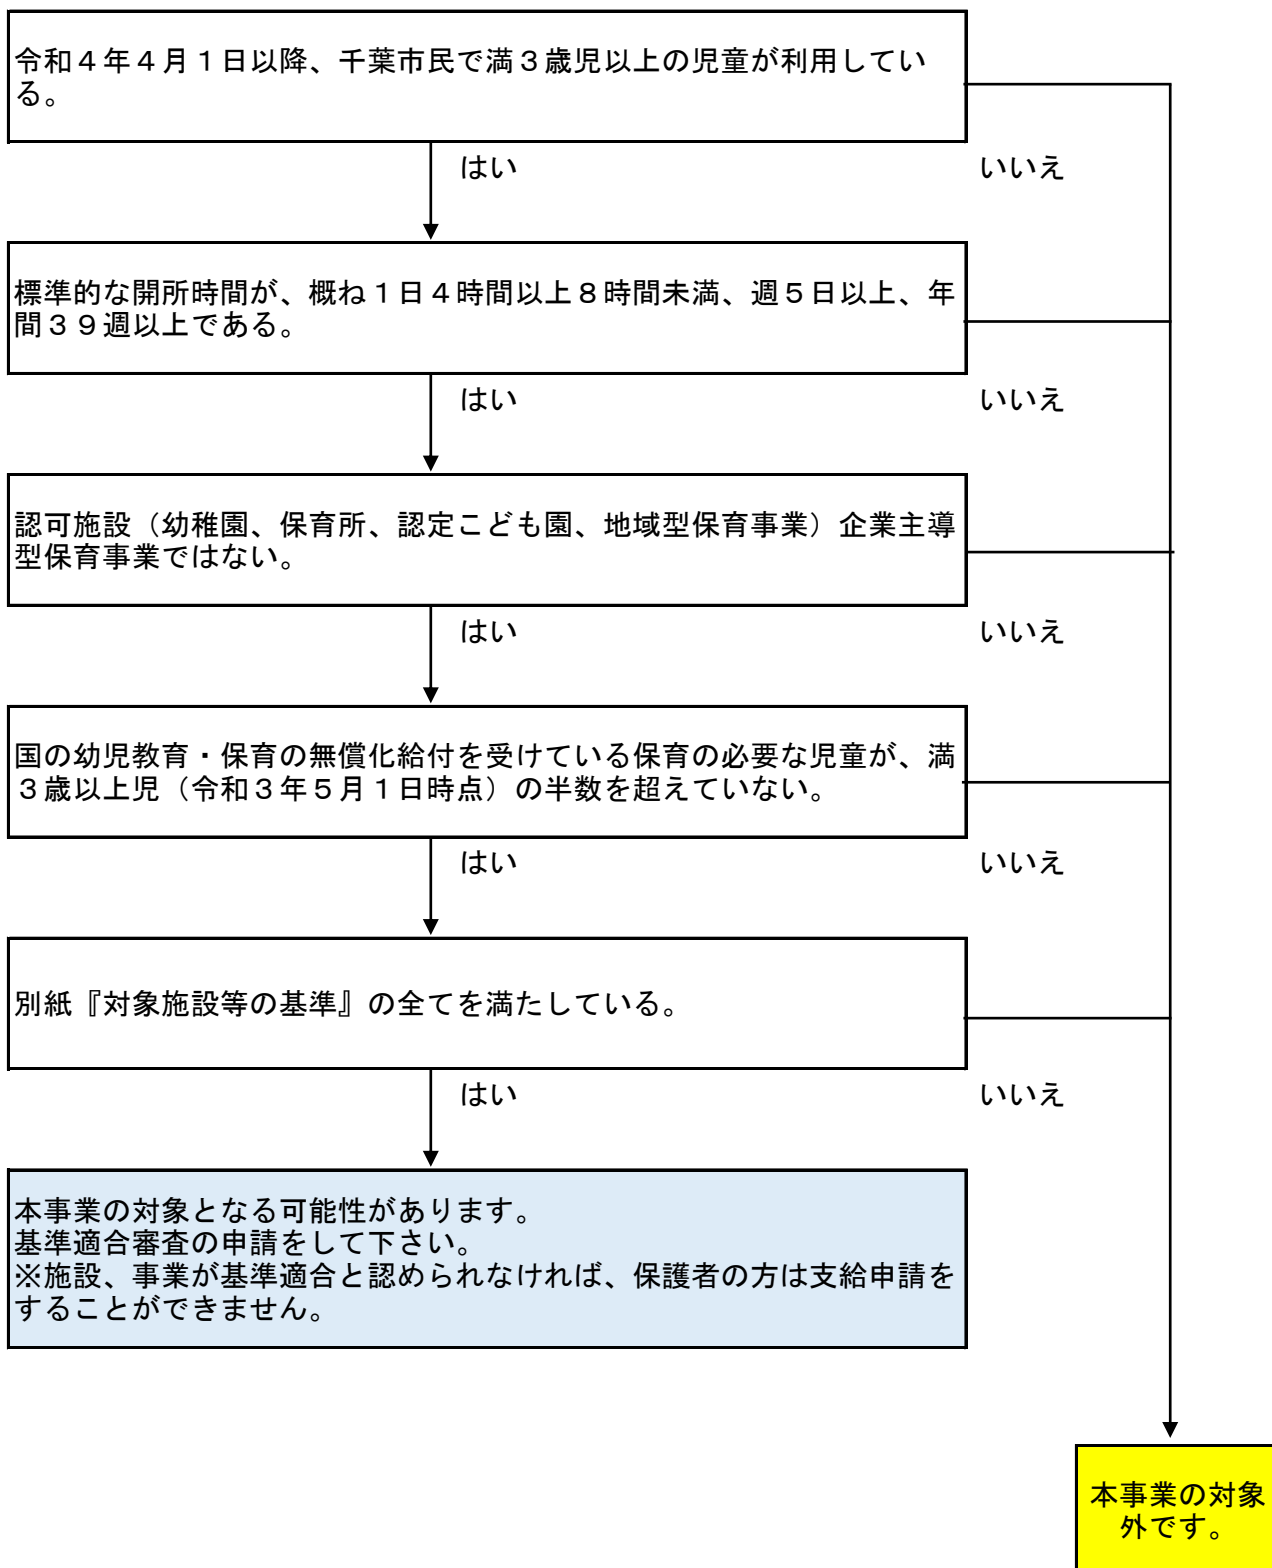 令和４年４月１日以降、千葉市民で満３歳児以上の児童が利用してい
る。
はい
いいえ
標準的な開所時間が、概ね１日４時間以上８時間未満、週５日以上、年
間３９週以上である。
はい
いいえ
認可施設（幼稚園、保育所、認定こども園、地域型保育事業）企業主導
型保育事業ではない。
はい
いいえ
国の幼児教育・保育の無償化給付を受けている保育の必要な児童が、満
３歳以上児（令和３年５月１日時点）の半数を超えていない。
はい
いいえ
別紙『対象施設等の基準』の全てを満たしている。
はい
いいえ
本事業の対象となる可能性があります。
基準適合審査の申請をして下さい。
※施設、事業が基準適合と認められなければ、保護者の方は支給申請を
することができません。
本事業の対象
外です。